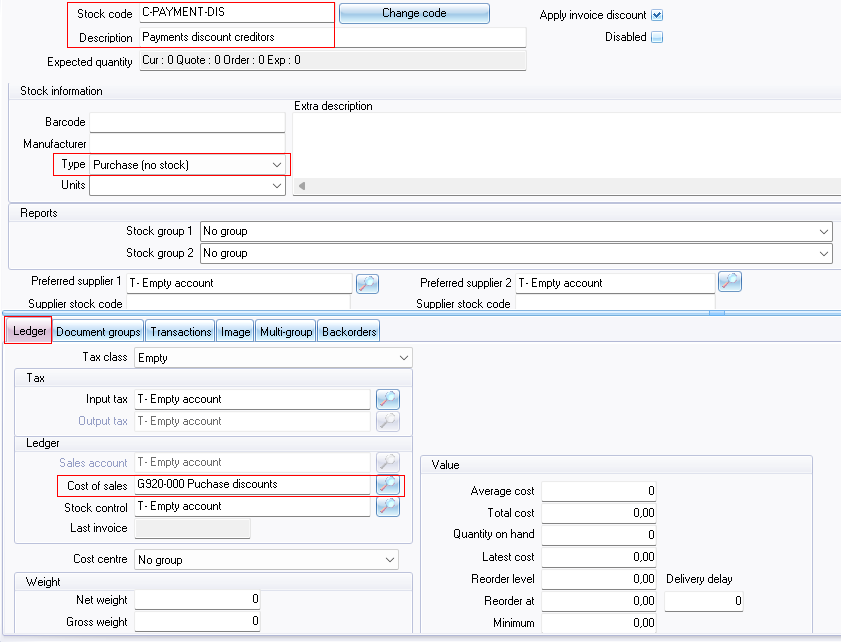 Stock code C-PAYMENT-DIS Change code Apply invoice discount
Description Payments discount creditors Disabled
Expected quantity Cur : 0 Quote : 0 Order : 0 Exp : 0
Stock information
Extra description
Barcode
Manufacturer
Type Purchase (no stock)
Units
Reports
Stock group 1 No group
Stock group 2 No group
Preferred supplier 1 T- Empty account Preferred supplier 2 T- Empty account
Supplier stock code Supplier stock code
Ledger Document groups Transactions Image Multi-group Backorders
Tax class Empty
Tax
Input tax T- Empty account
Output tax T- Empty account
Ledger
Sales account T- Empty account
Cost of sales G920-000 Puchase discounts
Stock control T- Empty account
Last invoice
Cost centre No group
Weight
Net weight 0
Gross weight 0
Value
Average cost 0
Total cost 0,00
Quantity on hand 0
Latest cost 0,00
Reorder level 0,00 Delivery delay
Reorder at 0,00 0
Minimum 0,00